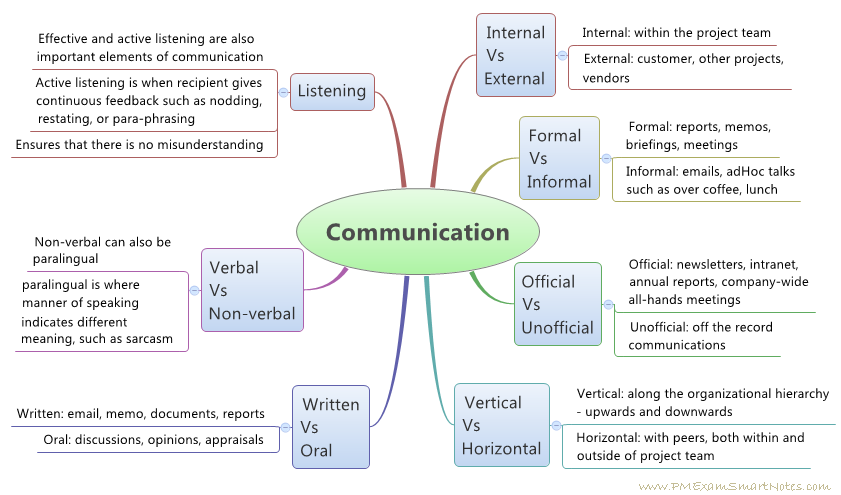 Communication
Internal
Vs
External
Internal: within the project team
External: customer, other projects,
vendors
Formal
Vs
Informal
Formal: reports, memos,
briefings, meetings
Informal: emails, adHoc talks
such as over coffee, lunch
Official
Vs
Unofficial
Official: newsletters, intranet,
annual reports, company-wide
all-hands meetings
Unofficial: off the record
communications
Vertical
Vs
Horizontal
Vertical: along the organizational hierarchy
- upwards and downwards
Horizontal: with peers, both within and
outside of project team
Listening
Effective and active listening are also
important elements of communication
Active listening is when recipient gives
continuous feedback such as nodding,
restating, or para-phrasing
Ensures that there is no misunderstanding
Verbal
Vs
Non-verbal
Non-verbal can also be
paralingual
paralingual is where
manner of speaking
indicates different
meaning, such as sarcasm
Written
Vs
Oral
Written: email, memo, documents, reports
Oral: discussions, opinions, appraisals
www.PMExamSmartNotes.com